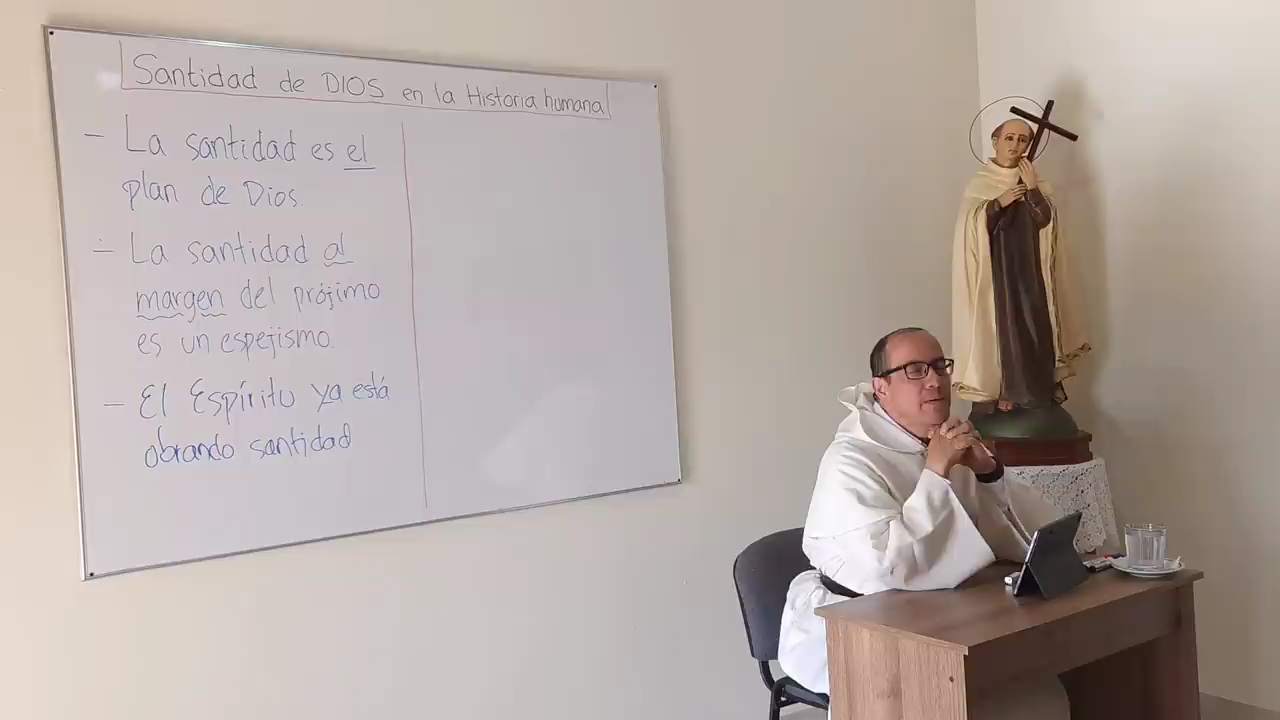 Santidad de DIOS en la Historia humana
- La santidad es el
plan de Dios.
- La santidad al
margen del prójimo
es un espejismo.
- El Espíritu ya está
obrando santidad